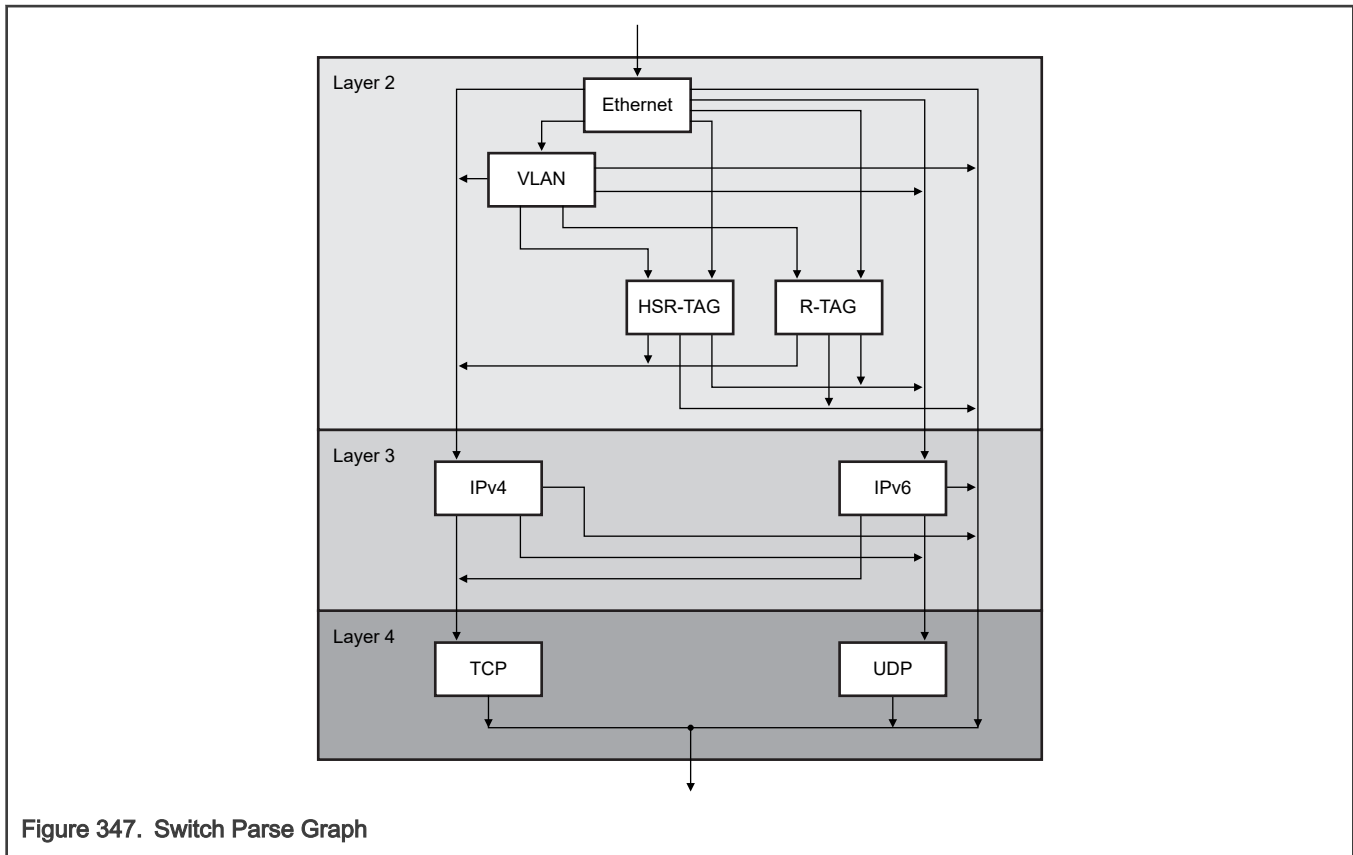 Layer 2
Ethernet
VLAN
HSR-TAG
R-TAG
Layer 3
IPv4
IPv6
Layer 4
TCP
UDP
Figure 347. Switch Parse Graph